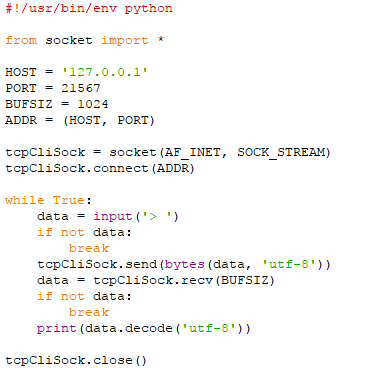 #!/usr/bin/env python
from socket import *
HOST = '127.0.0.1'
PORT = 21567
BUFSIZ = 1024
ADDR = (HOST, PORT)
tcpCliSock = socket(AF_INET, SOCK_STREAM)
tcpCliSock.connect(ADDR)
while True:
    data = input('> ')
    if not data:
        break
    tcpCliSock.send(bytes(data, 'utf-8'))
    data = tcpCliSock.recv(BUFSIZ)
    if not data:
        break
    print(data.decode('utf-8'))
tcpCliSock.close()